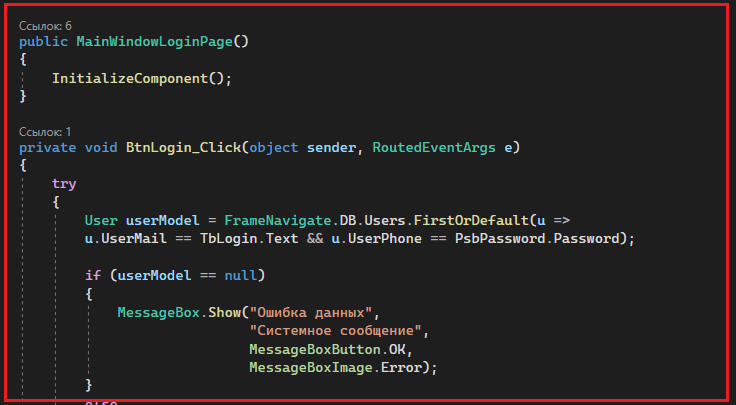 Ссылок: 6
public MainWindowLoginPage()
{
    InitializeComponent();
}
Ссылок: 1
private void BtnLogin_Click(object sender, RoutedEventArgs e)
{
    try
    {
        User userModel = FrameNavigate.DB.Users.FirstOrDefault(u =>
        u.UserMail == TbLogin.Text && u.UserPhone == PsbPassword.Password);
        if (userModel == null)
        {
            MessageBox.Show("Ошибка данных",
                            "Системное сообщение",
                            MessageBoxButton.OK,
                            MessageBoxImage.Error);
        }